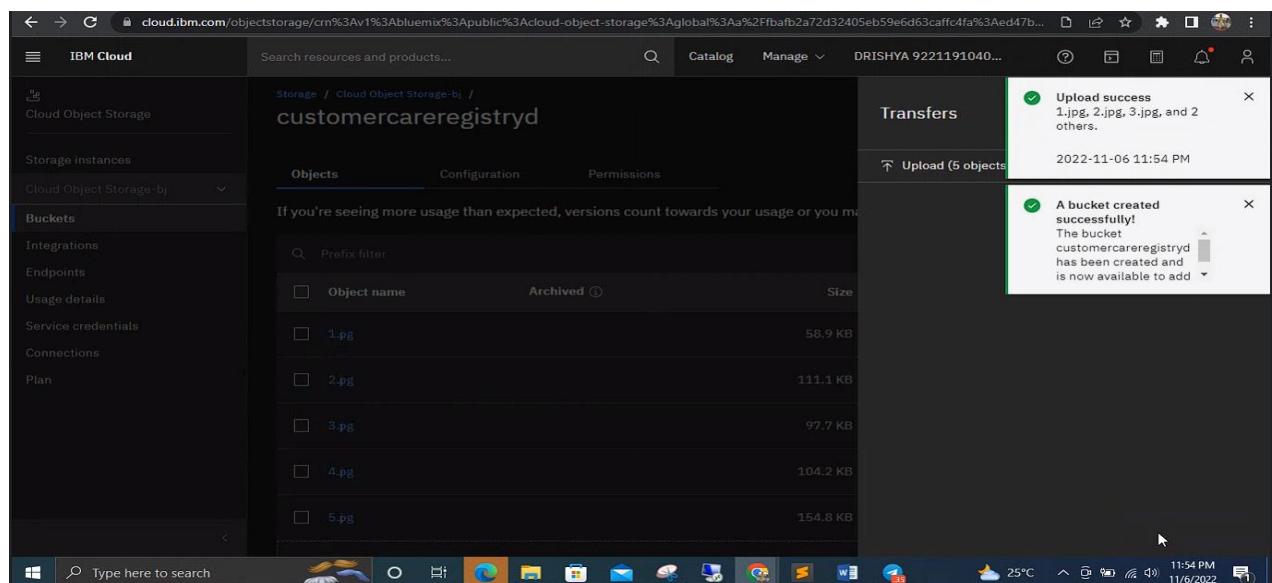 cloud.ibm.com/objectstorage/crn%3Av1%3Abluemix%3Apublic%3Acloud-object-storage%3Aglobal%3Aa%2Ffbafb2a72d32405eb59e6d63caffc4fa%3Aed47b...
IBM Cloud
Search resources and products...
Catalog
Manage
DRISHYA 9221191040...
Cloud Object Storage
Storage instances
Cloud Object Storage-bj
Buckets
Integrations
Endpoints
Usage details
Service credentials
Connections
Plan
Storage / Cloud Object Storage-bj /
customercareregistryd
Objects
Configuration
Permissions
If you're seeing more usage than expected, versions count towards your usage or you ma
Prefix filter
Object name
Archived
Size
1.pg
58.9 KB
2.pg
111.1 KB
3.pg
97.7 KB
4.pg
104.2 KB
5.pg
154.8 KB
Transfers
Upload (5 objects
Upload success
1.jpg, 2.jpg, 3.jpg, and 2
others.
2022-11-06 11:54 PM
A bucket created
successfully!
The bucket
customercareregistryd
has been created and
is now available to add
Type here to search
25°C
11:54 PM
11/6/2022